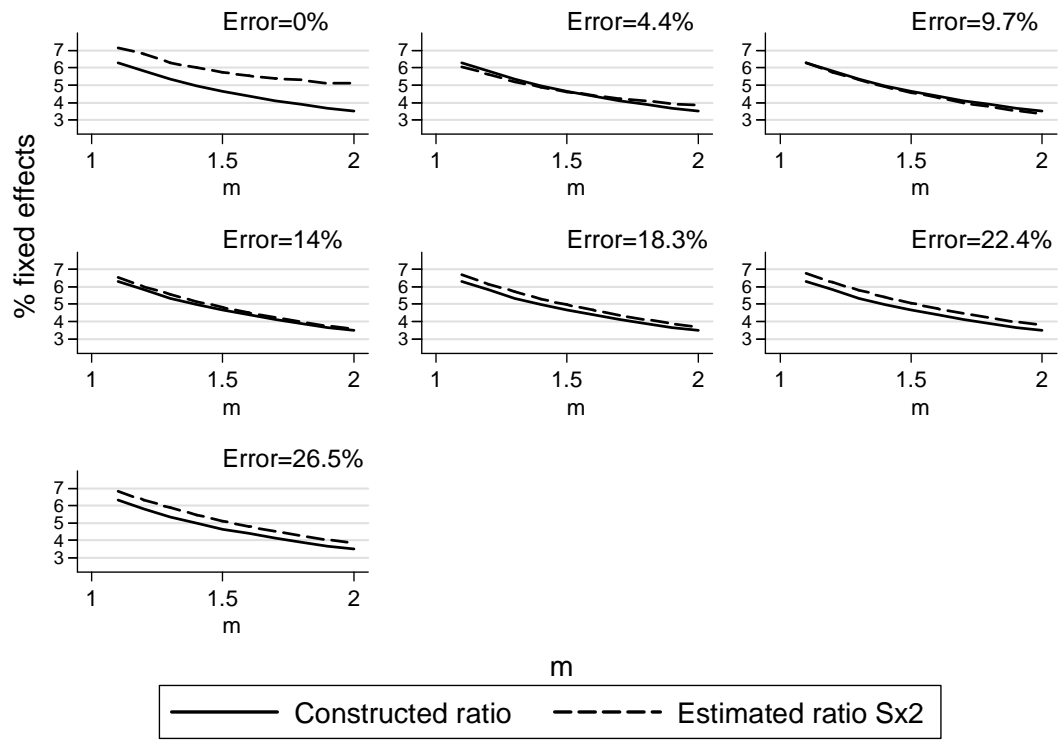 % fixed effects
Error=0%
7
6
5
4
3
1 1.5 2
m
Error=4.4%
7
6
5
4
3
1 1.5 2
m
Error=9.7%
7
6
5
4
3
1 1.5 2
m
Error=14%
7
6
5
4
3
1 1.5 2
m
Error=18.3%
7
6
5
4
3
1 1.5 2
m
Error=22.4%
7
6
5
4
3
1 1.5 2
m
Error=26.5%
7
6
5
4
3
1 1.5 2
m
m
Constructed ratio Estimated ratio Sx2